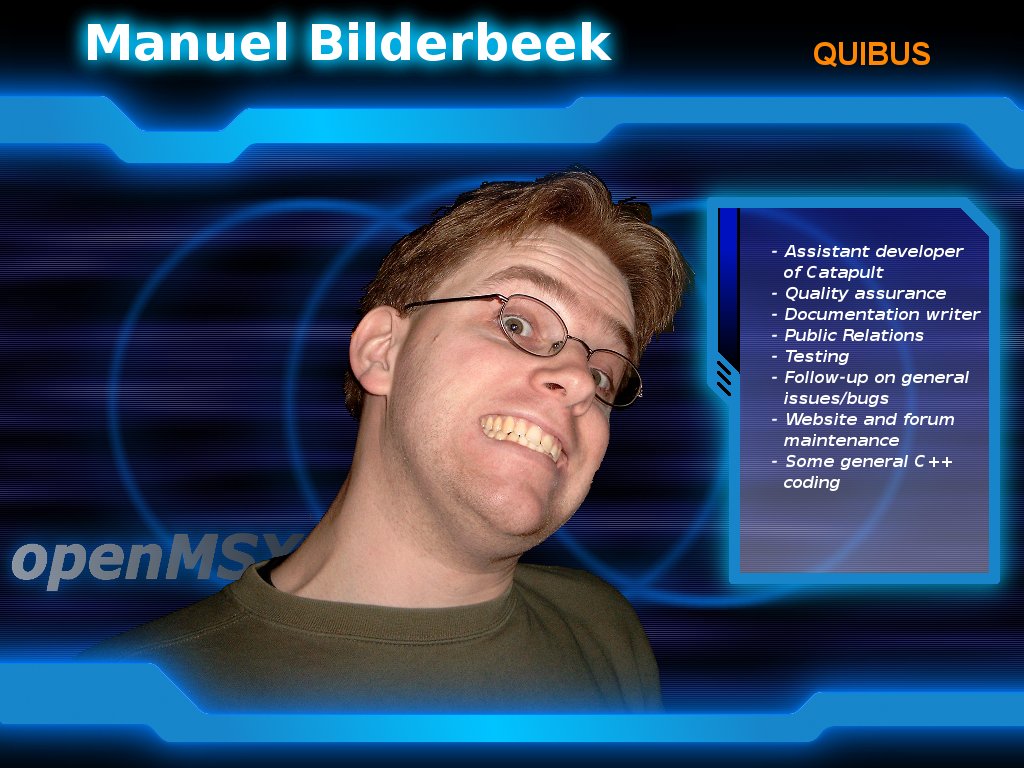 Manuel Bilderbeek
QUIBUS
- Assistant developer
of Catapult
- Quality assurance
- Documentation writer
- Public Relations
- Testing
- Follow-up on general
issues/bugs
- Website and forum
maintenance
- Some general C++
coding
openMSX